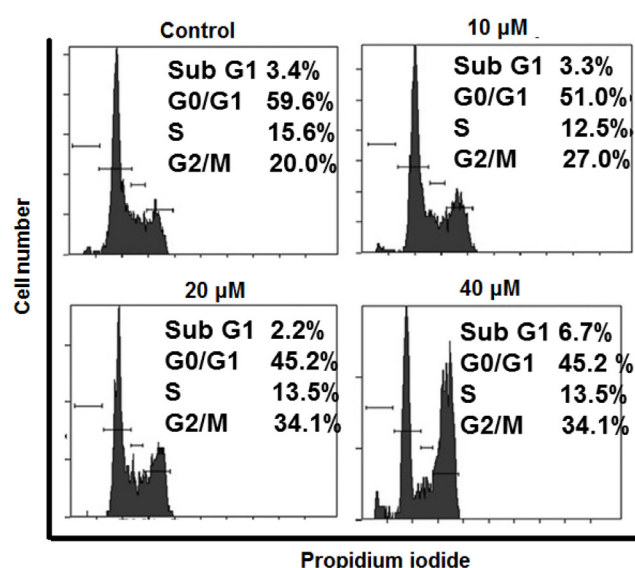 Control
Sub G1 3.4%
G0/G1 59.6%
S 15.6%
G2/M 20.0%
10 µM
Sub G1 3.3%
G0/G1 51.0%
S 12.5%
G2/M 27.0%
20 µM
Sub G1 2.2%
G0/G1 45.2%
S 13.5%
G2/M 34.1%
40 µM
Sub G1 6.7%
G0/G1 45.2 %
S 13.5%
G2/M 34.1%
Cell number
Propidium iodide